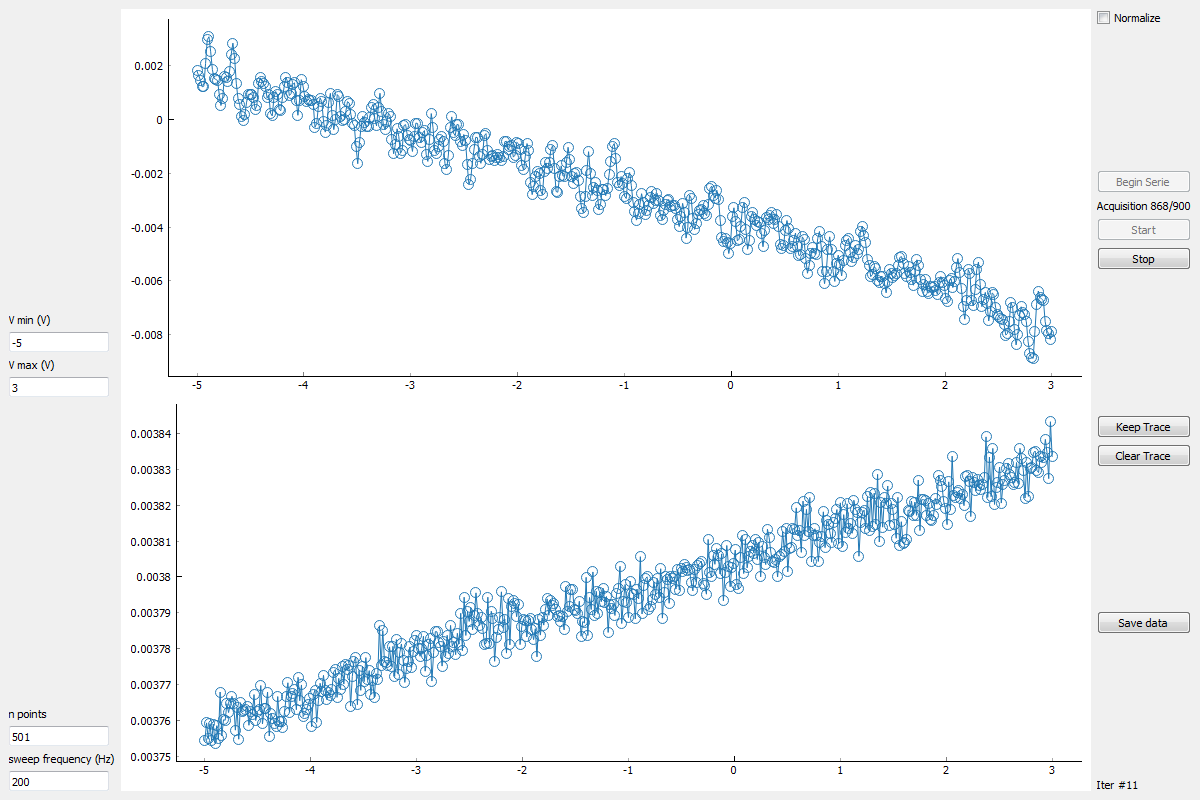 Normalize
0.002
0
-0.002
-0.004
-0.006
-0.008
-5 -4 -3 -2 -1 0 1 2 3
Begin Serie
Acquisition 868/900
Start
Stop
V min (V)
-5
V max (V)
3
0.00384
0.00383
0.00382
0.00381
0.0038
0.00379
0.00378
0.00377
0.00376
0.00375
-5 -4 -3 -2 -1 0 1 2 3
Keep Trace
Clear Trace
Save data
n points
501
sweep frequency (Hz)
200
Iter #11